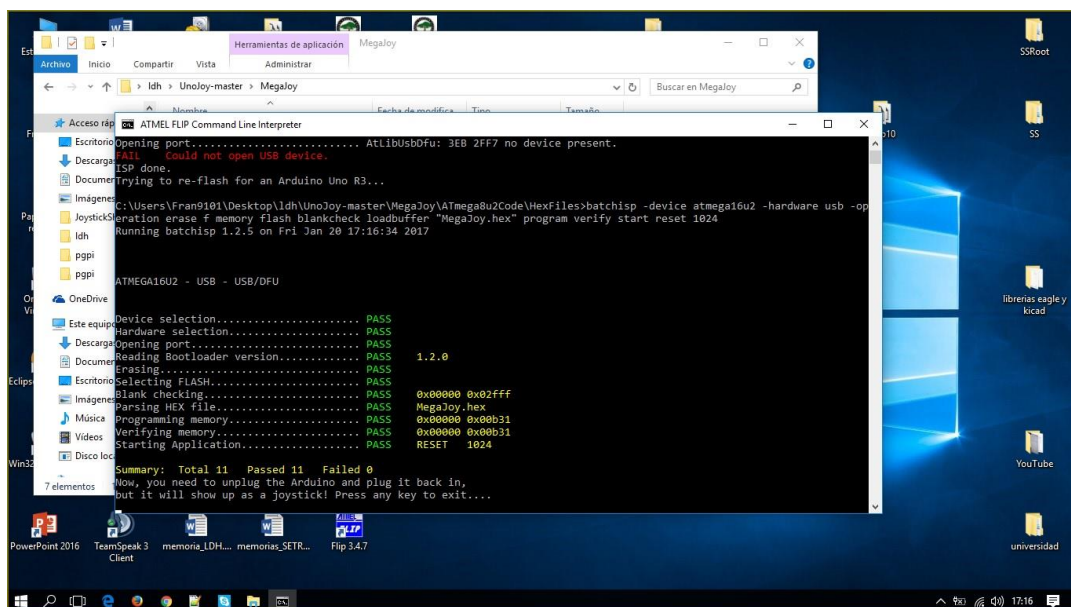 Herramientas de aplicación
MegaJoy
Archivo
Inicio
Compartir
Vista
Administrar
ldh > UnoJoy-master > MegaJoy
Buscar en MegaJoy
Nombre
Fecha de modifica...
Tipo
Tamaño
Acceso ráp
Escritorio
Descarga
Documen
Imágenes
JoystickSl
ldh
pgpi
pgpi
OneDrive
Este equipo
Descarga
Documen
Escritorio
Imágenes
Música
Vídeos
Disco loc
7 elementos
ATMEL FLIP Command Line Interpreter
Opening port............................. AtLibUsbDfu: 3EB 2FF7 no device present.
FAIL    Could not open USB device.
ISP done.
Trying to re-flash for an Arduino Uno R3...
C:\Users\Fran9101\Desktop\ldh\UnoJoy-master\MegaJoy\ATmega8u2Code\HexFiles>batchisp -device atmega16u2 -hardware usb -op
eration erase f memory flash blankcheck loadbuffer "MegaJoy.hex" program verify start reset 1024
Running batchisp 1.2.5 on Fri Jan 20 17:16:34 2017
ATMEGA16U2 - USB - USB/DFU
Device selection....................... PASS
Hardware selection..................... PASS
Opening port........................... PASS
Reading Bootloader version............. PASS    1.2.0
Erasing................................ PASS
Selecting FLASH........................ PASS
Blank checking......................... PASS    0x00000 0x02fff
Parsing HEX file....................... PASS    MegaJoy.hex
Programming memory..................... PASS    0x00000 0x00b31
Verifying memory....................... PASS    0x00000 0x00b31
Starting Application................... PASS    RESET   1024
Summary:  Total 11   Passed 11   Failed 0
Now, you need to unplug the Arduino and plug it back in,
but it will show up as a joystick! Press any key to exit....
SSRoot
SS
librerias eagle y
kicad
YouTube
universidad
Eclips
Win32
PowerPoint 2016
TeamSpeak 3
Client
memoria_LDH....
memorias_SETR...
Flip 3.4.7
17:16